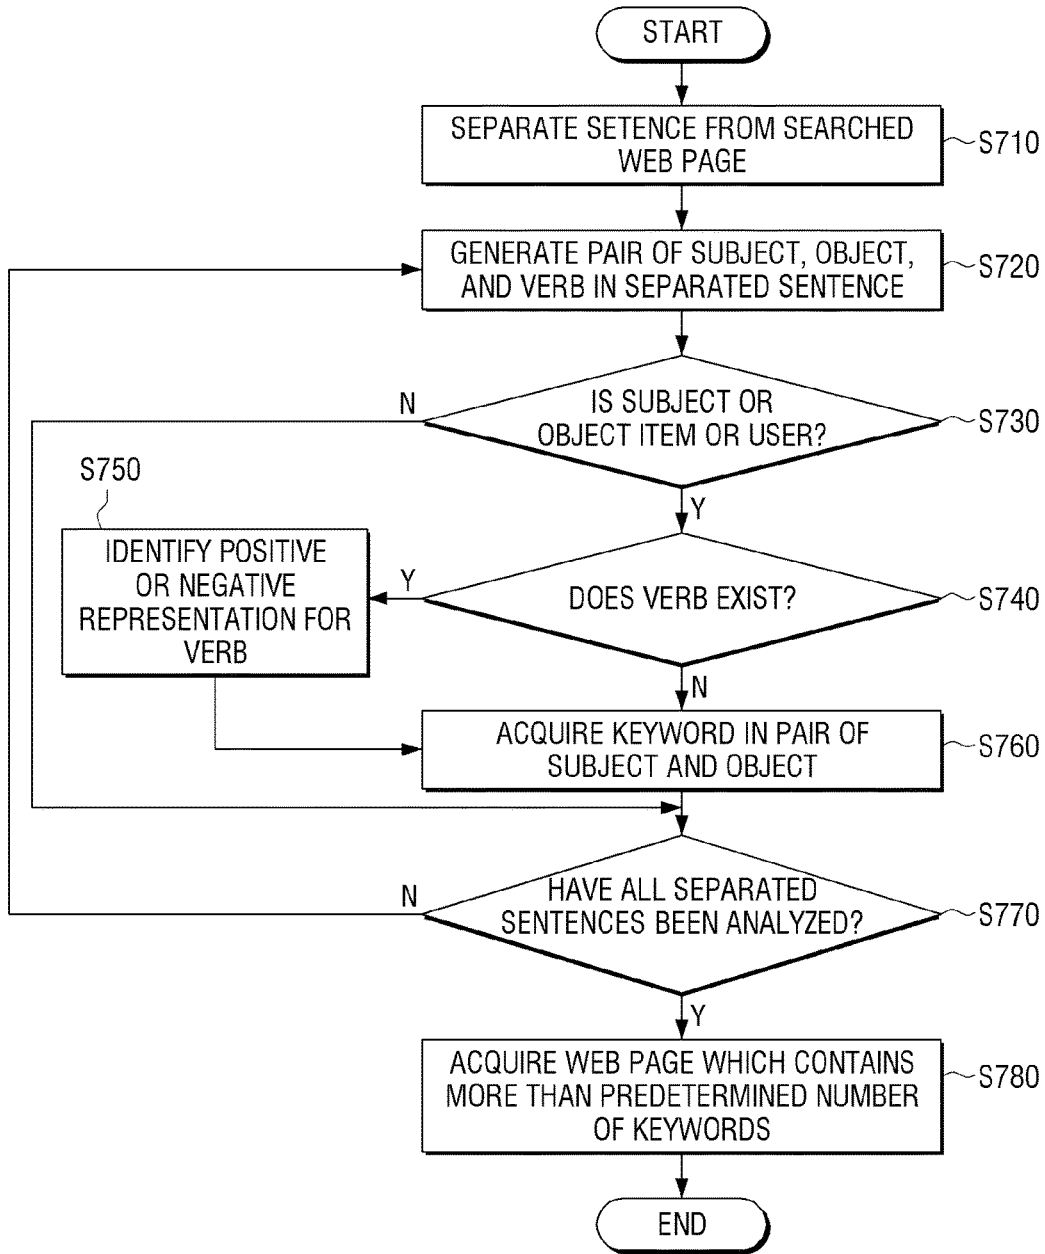 START
SEPARATE SETENCE FROM SEARCHED
WEB PAGE
S710
GENERATE PAIR OF SUBJECT, OBJECT,
AND VERB IN SEPARATED SENTENCE
S720
N
IS SUBJECT OR
OBJECT ITEM OR USER?
S730
Y
S750
IDENTIFY POSITIVE
OR NEGATIVE
REPRESENTATION FOR
VERB
Y
DOES VERB EXIST?
S740
N
ACQUIRE KEYWORD IN PAIR OF
SUBJECT AND OBJECT
S760
N
HAVE ALL SEPARATED
SENTENCES BEEN ANALYZED?
S770
Y
ACQUIRE WEB PAGE WHICH CONTAINS
MORE THAN PREDETERMINED NUMBER
OF KEYWORDS
S780
END